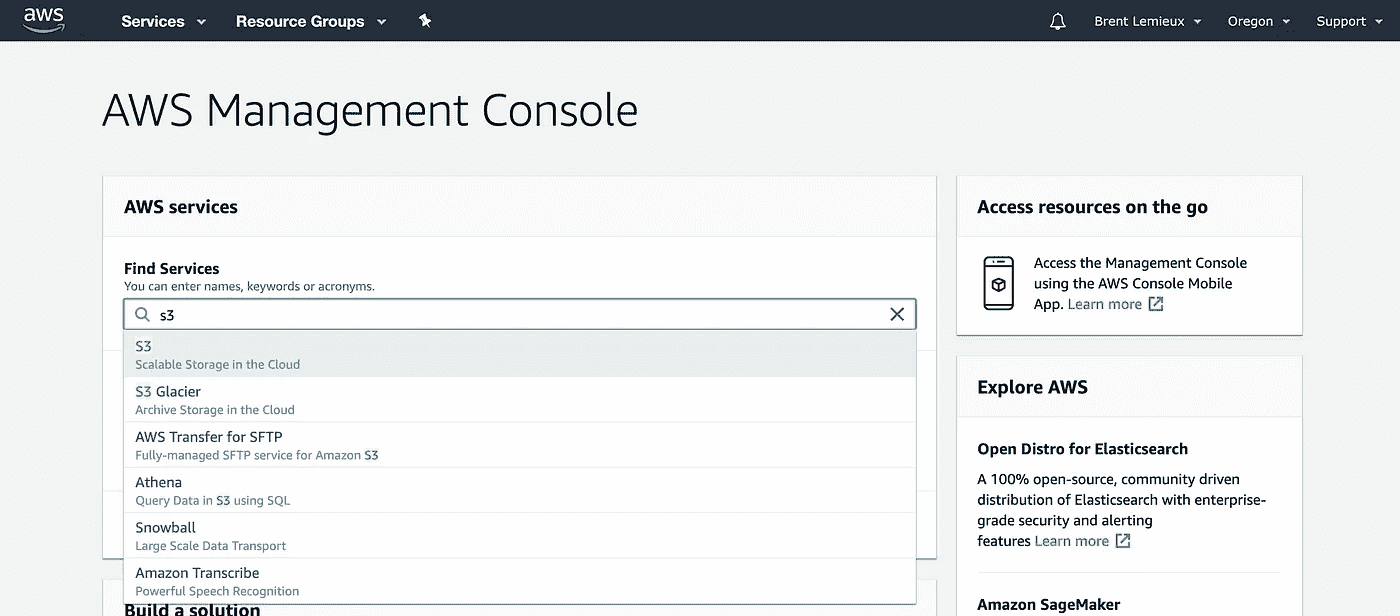 aws
Services
Resource Groups
Brent Lemieux
Oregon
Support
AWS Management Console
AWS services
Find Services
You can enter names, keywords or acronyms.
s3
S3
Scalable Storage in the Cloud
S3 Glacier
Archive Storage in the Cloud
AWS Transfer for SFTP
Fully-managed SFTP service for Amazon S3
Athena
Query Data in S3 using SQL
Snowball
Large Scale Data Transport
Amazon Transcribe
Powerful Speech Recognition
Build a solution
Access resources on the go
Access the Management Console
using the AWS Console Mobile
App. Learn more
Explore AWS
Open Distro for Elasticsearch
A 100% open-source, community driven
distribution of Elasticsearch with enterprise-
grade security and alerting
features Learn more
Amazon SageMaker